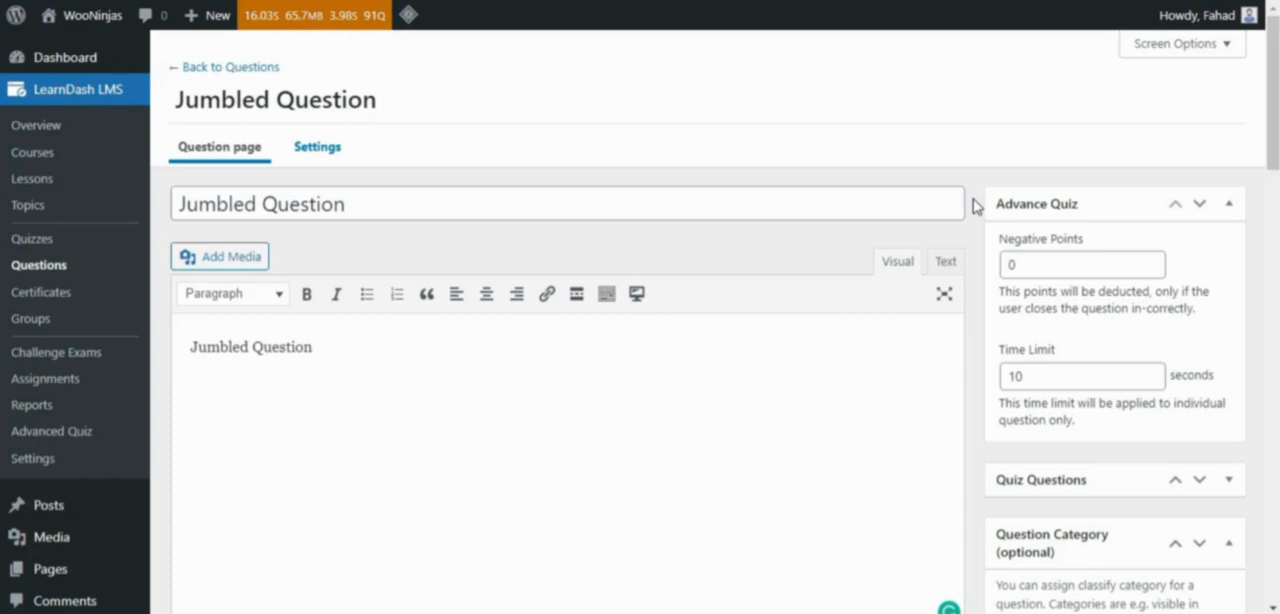 WooNinjas 0 New 16.03S 65.7MB 3.98S 91Q Howdy, Fahad
Screen Options ▼
Dashboard
LearnDash LMS
Overview
Courses
Lessons
Topics
Quizzes
Questions
Certificates
Groups
Challenge Exams
Assignments
Reports
Advanced Quiz
Settings
Posts
Media
Pages
Comments
← Back to Questions
Jumbled Question
Question page Settings
Jumbled Question
Add Media
Visual Text
Paragraph
Jumbled Question
Advance Quiz
Negative Points
0
This points will be deducted, only if the
user closes the question in-correctly.
Time Limit
10 seconds
This time limit will be applied to individual
question only.
Quiz Questions
Question Category
(optional)
You can assign classify category for a
question. Categories are e.g. visible in